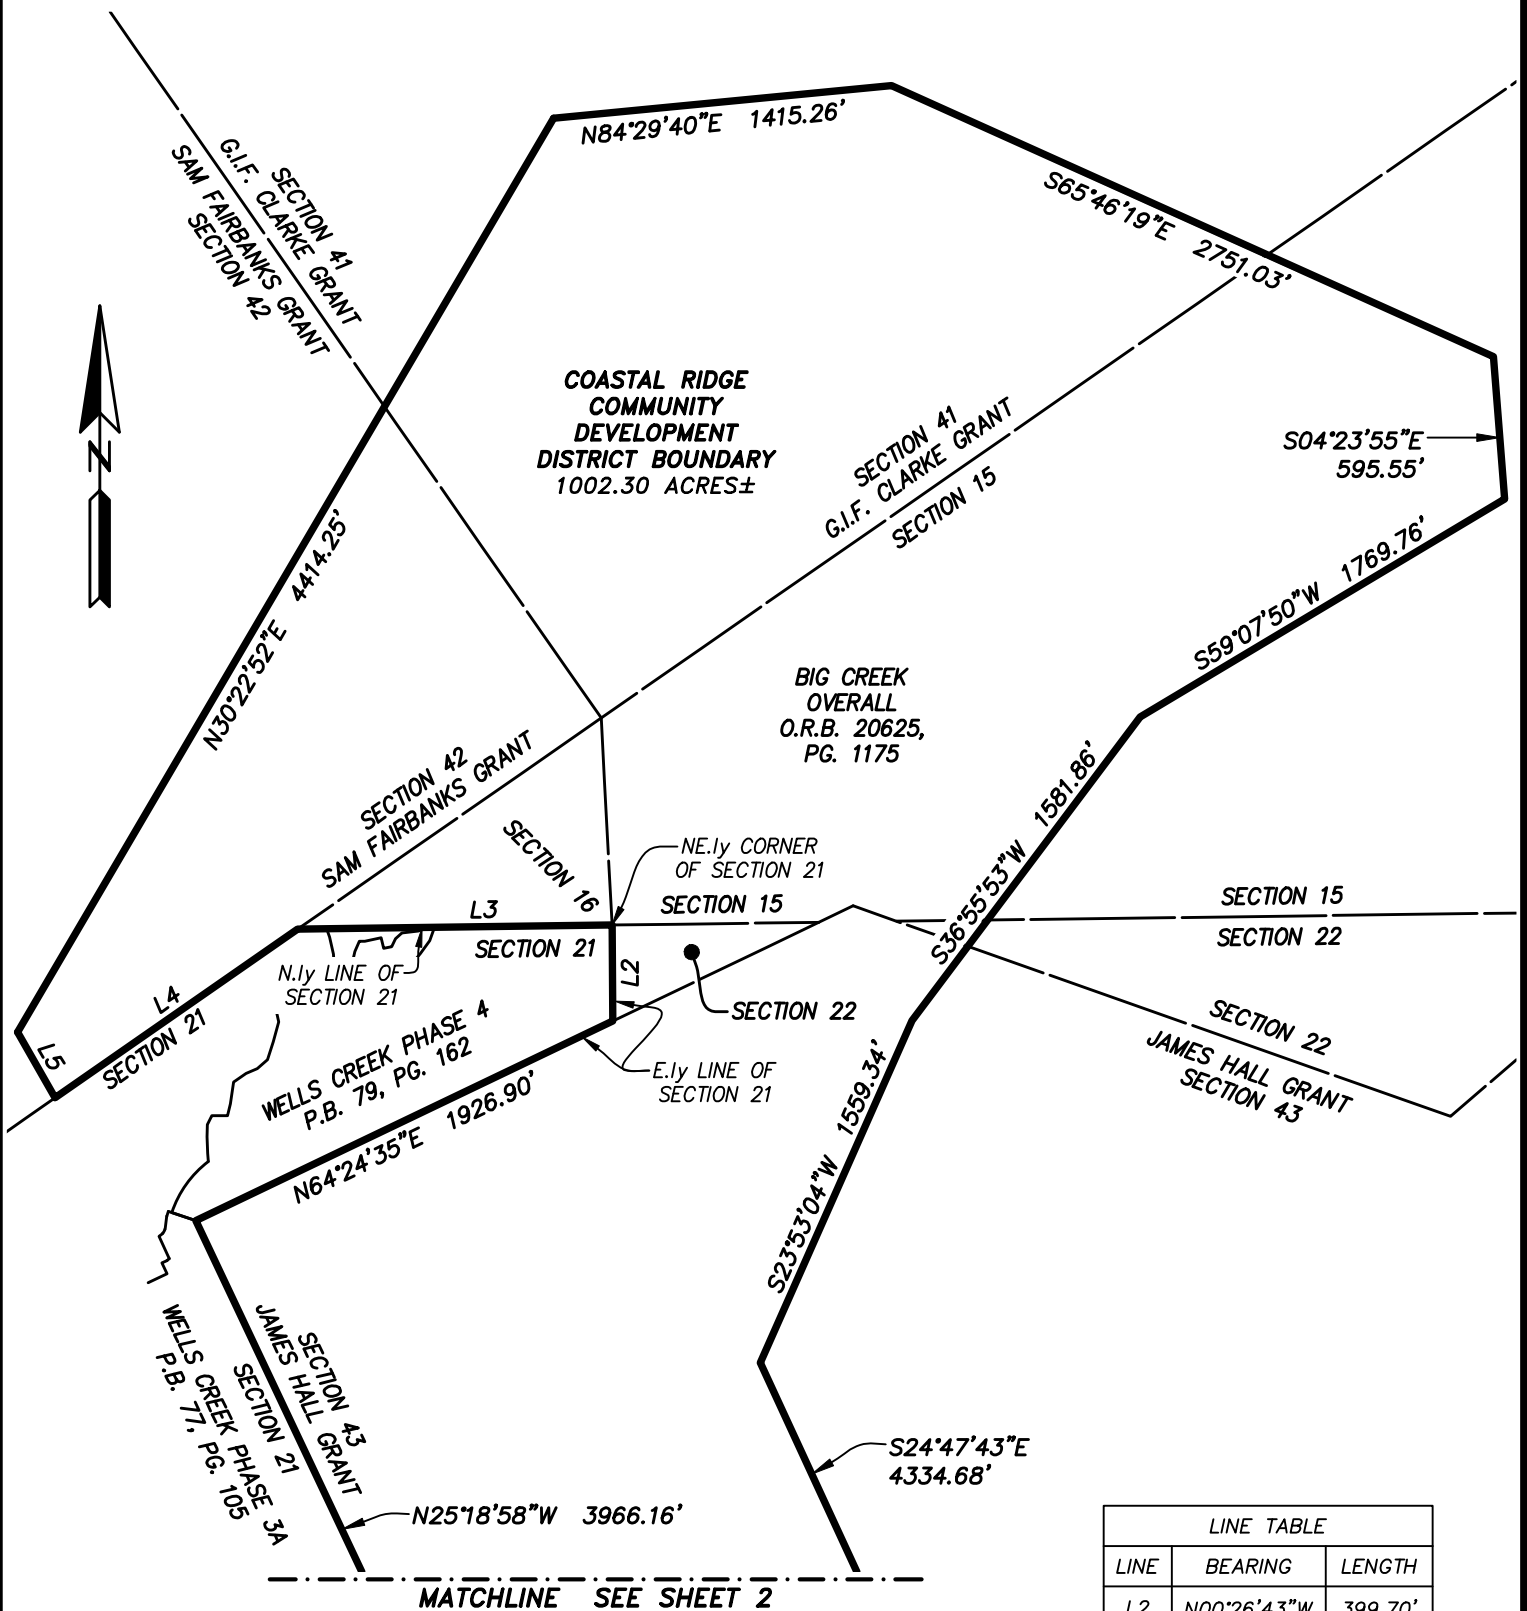 N84°29'40"E 1415.26'
S65°46'19"E 2751.03'
SECTION 41
G.I.F. CLARKE GRANT
SAM FAIRBANKS GRANT
SECTION 42
N
COASTAL RIDGE
COMMUNITY
DEVELOPMENT
DISTRICT BOUNDARY
1002.30 ACRES±
SECTION 41
G.I.F. CLARKE GRANT
SECTION 15
S04°23'55"E
595.55'
N30°22'52"E 4414.25'
S59°07'50"W 1769.76'
BIG CREEK
OVERALL
O.R.B. 20625,
PG. 1175
SECTION 42
SAM FAIRBANKS GRANT
S36°55'53"W 1581.86'
SECTION 16
NE.ly CORNER
OF SECTION 21
L3
SECTION 15
SECTION 15
SECTION 21
SECTION 22
N.ly LINE OF
SECTION 21
L2
L4
SECTION 21
L5
SECTION 22
SECTION 22
JAMES HALL GRANT
SECTION 43
WELLS CREEK PHASE 4
P.B. 79, PG. 162
E.ly LINE OF
SECTION 21
N64°24'35"E 1926.90'
S23°53'04"W 1559.34'
SECTION 43
JAMES HALL GRANT
SECTION 21
WELLS CREEK PHASE 3A
P.B. 77, PG. 105
S24°47'43"E
4334.68'
N25°18'58"W 3966.16'
MATCHLINE SEE SHEET 2
LINE TABLE
LINE BEARING LENGTH
L2 N00°26'43"W 399.70'